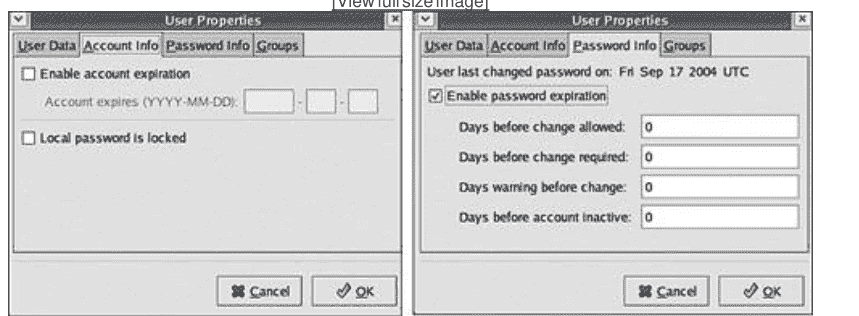 [View full size image]
User Properties
User Data Account Info Password Info Groups
Enable account expiration
Account expires (YYYY-MM-DD): - -
Local password is locked
Cancel OK
User Properties
User Data Account Info Password Info Groups
User last changed password on: Fri Sep 17 2004 UTC
Enable password expiration
Days before change allowed: 0
Days before change required: 0
Days warning before change: 0
Days before account inactive: 0
Cancel OK